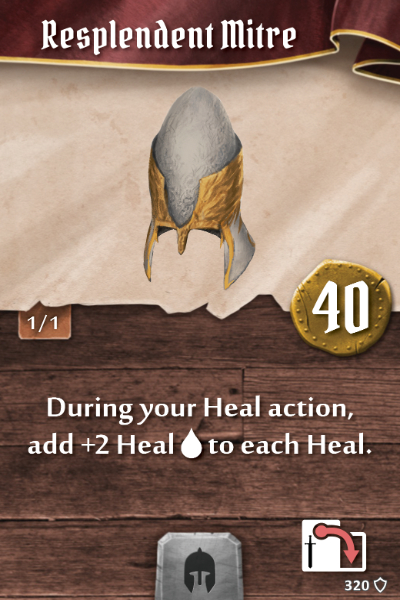 Resplendent Mitre
1/1
40
During your Heal action,
add +2 Heal to each Heal.
320